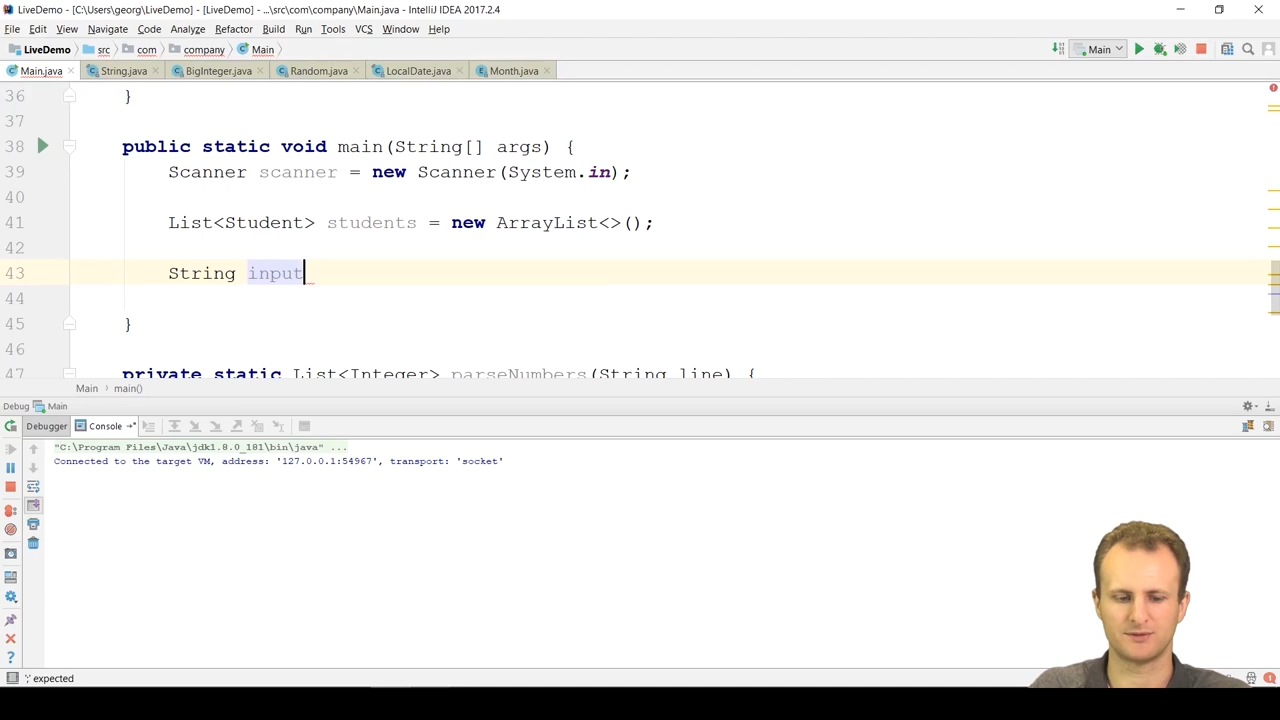 LiveDemo - [C:\Users\georg\LiveDemo] - [LiveDemo] - ...\src\com\company\Main.java - IntelliJ IDEA 2017.2.4
File Edit View Navigate Code Analyze Refactor Build Run Tools VCS Window Help
LiveDemo src com company Main Main
Main.java String.java BigInteger.java Random.java LocalDate.java Month.java
36 }
37
38 public static void main(String[] args) {
39 Scanner scanner = new Scanner(System.in);
40
41 List<Student> students = new ArrayList<>();
42
43 String input
44
45 }
46
47 private static List<Integer> parseNumbers(String line) {
Main main()
Debug Main
Debugger Console
"C:\Program Files\Java\jdk1.8.0_181\bin\java" ...
Connected to the target VM, address: '127.0.0.1:54967', transport: 'socket'
';' expected